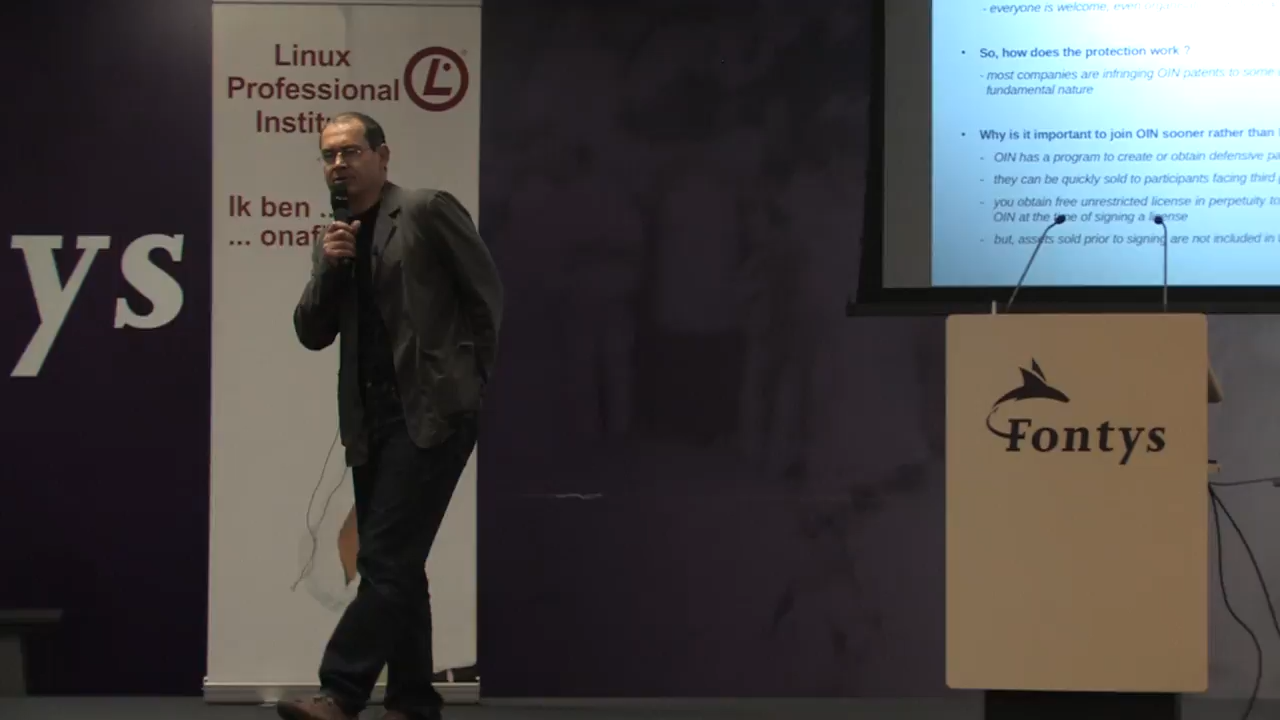 Linux
Professional
Instit
Ik ben ..
... onaf
ys
- everyone is welcome, even
• So, how does the protection work ?
- most companies are infringing OIN patents to some
fundamental nature
• Why is it important to join OIN sooner rather than
- OIN has a program to create or obtain defensive pa
- they can be quickly sold to participants facing third
- you obtain free unrestricted license in perpetuity to
OIN at the time of signing a license
- but, assets sold prior to signing are not included in
Fontys